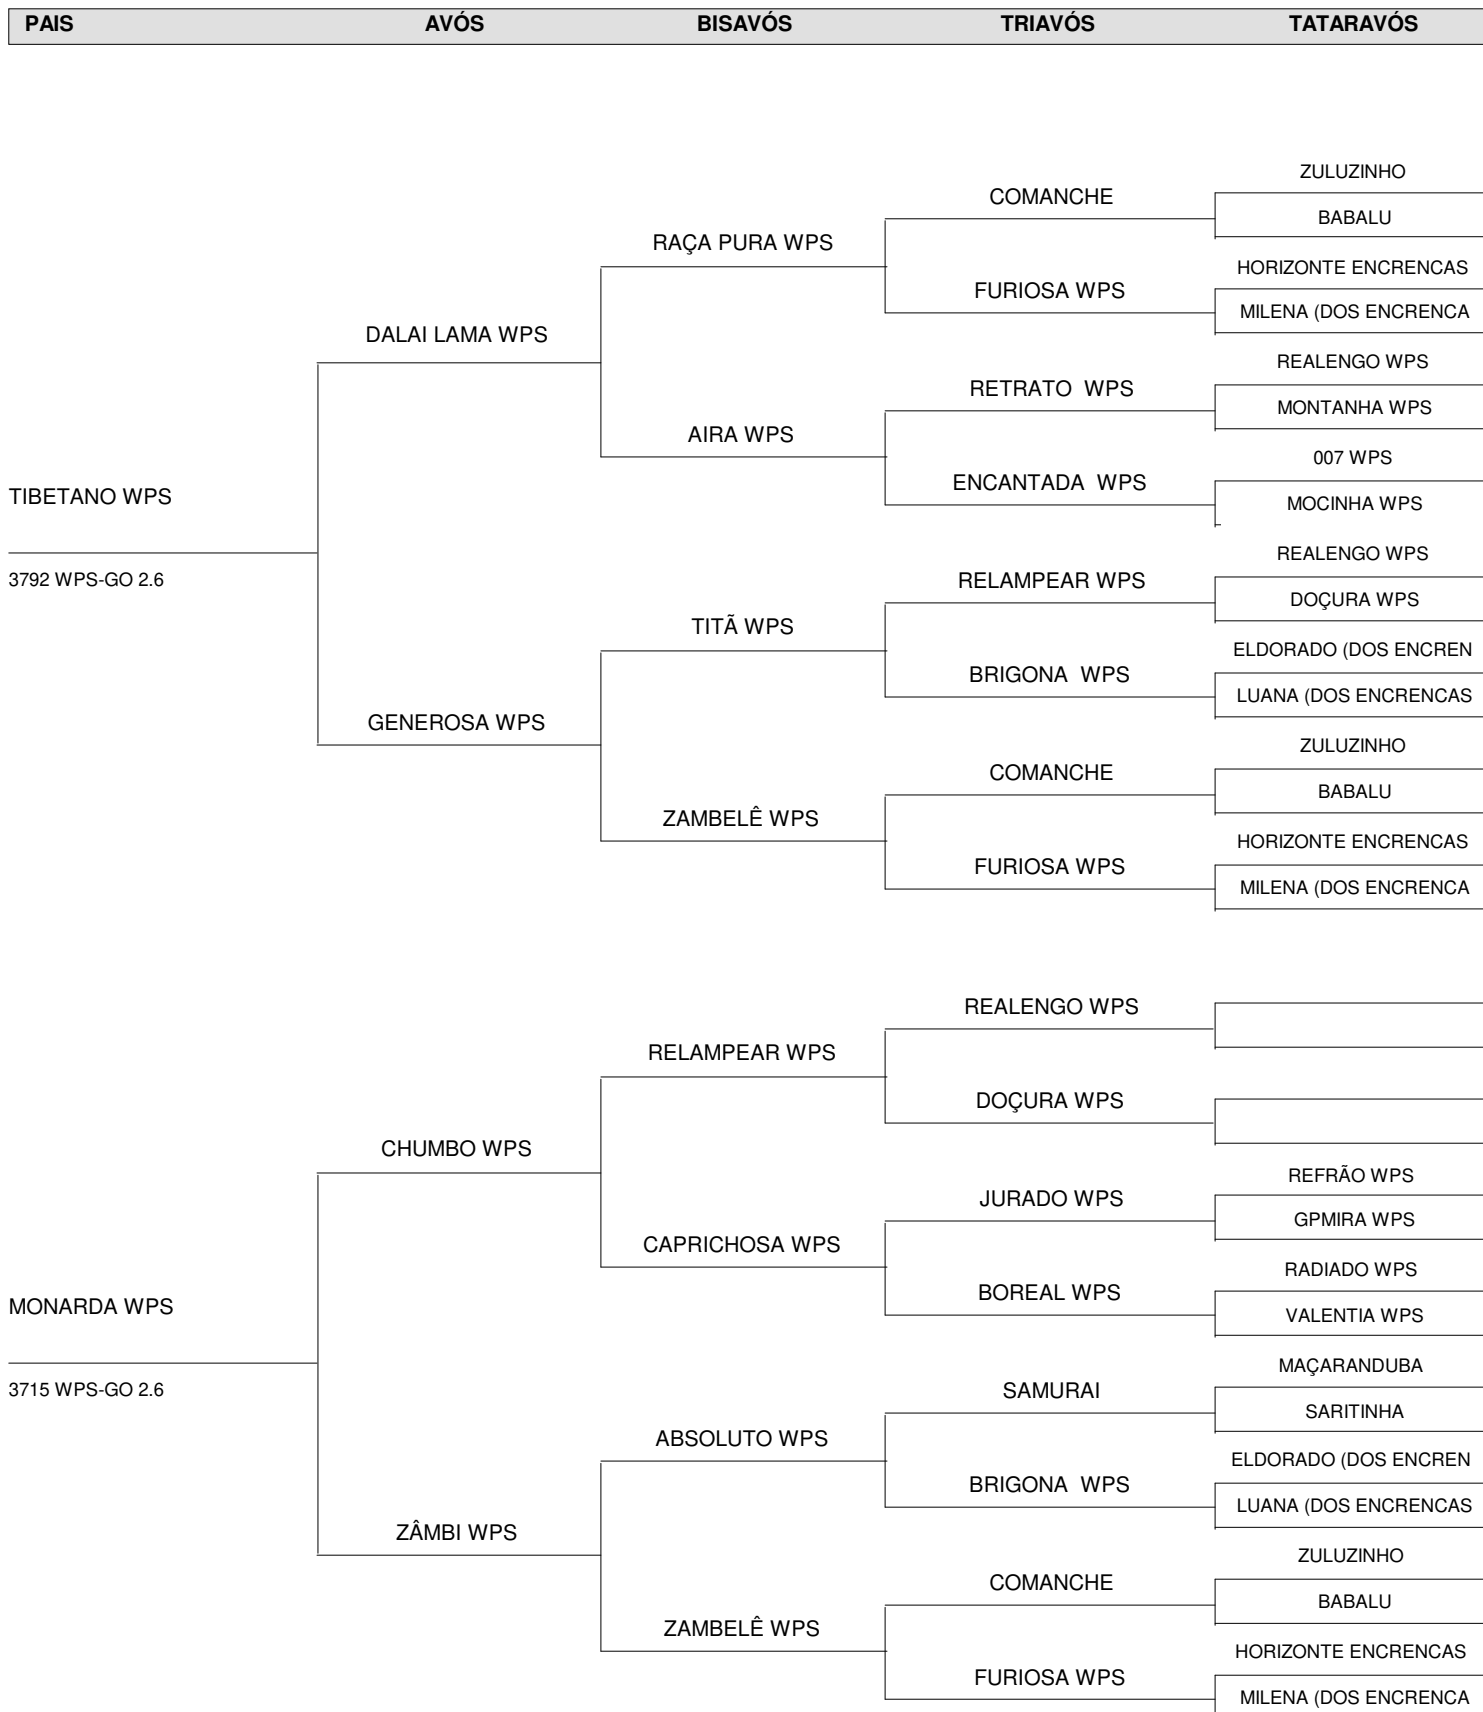 PAIS AVÓS BISAVÓS TRIAVÓS TATARAVÓS
ZULUZINHO
COMANCHE
BABALU
RAÇA PURA WPS
HORIZONTE ENCRENCAS
FURIOSA WPS
MILENA (DOS ENCRENCA
DALAI LAMA WPS
REALENGO WPS
RETRATO WPS
MONTANHA WPS
AIRA WPS
007 WPS
ENCANTADA WPS
TIBETANO WPS
MOCINHA WPS
REALENGO WPS
3792 WPS-GO 2.6
RELAMPEAR WPS
DOÇURA WPS
TITÃ WPS
ELDORADO (DOS ENCREN
BRIGONA WPS
LUANA (DOS ENCRENCAS
GENEROSA WPS
ZULUZINHO
COMANCHE
BABALU
ZAMBELÊ WPS
HORIZONTE ENCRENCAS
FURIOSA WPS
MILENA (DOS ENCRENCA
REALENGO WPS
RELAMPEAR WPS
DOÇURA WPS
CHUMBO WPS
REFRÃO WPS
JURADO WPS
GPMIRA WPS
CAPRICHOSA WPS
RADIADO WPS
BOREAL WPS
MONARDA WPS
VALENTIA WPS
MAÇARANDUBA
3715 WPS-GO 2.6
SAMURAI
SARITINHA
ABSOLUTO WPS
ELDORADO (DOS ENCREN
BRIGONA WPS
LUANA (DOS ENCRENCAS
ZÂMBI WPS
ZULUZINHO
COMANCHE
BABALU
ZAMBELÊ WPS
HORIZONTE ENCRENCAS
FURIOSA WPS
MILENA (DOS ENCRENCA